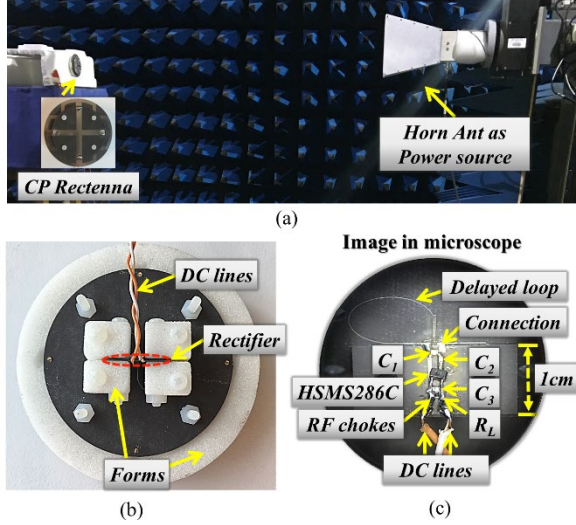 CP Rectenna
Horn Ant as
Power source
(a)
DC lines
Rectifier
Forms
(b)
Image in microscope
Delayed loop
Connection
C1
C2
HSMS286C
C3
1cm
RF chokes
RL
DC lines
(c)